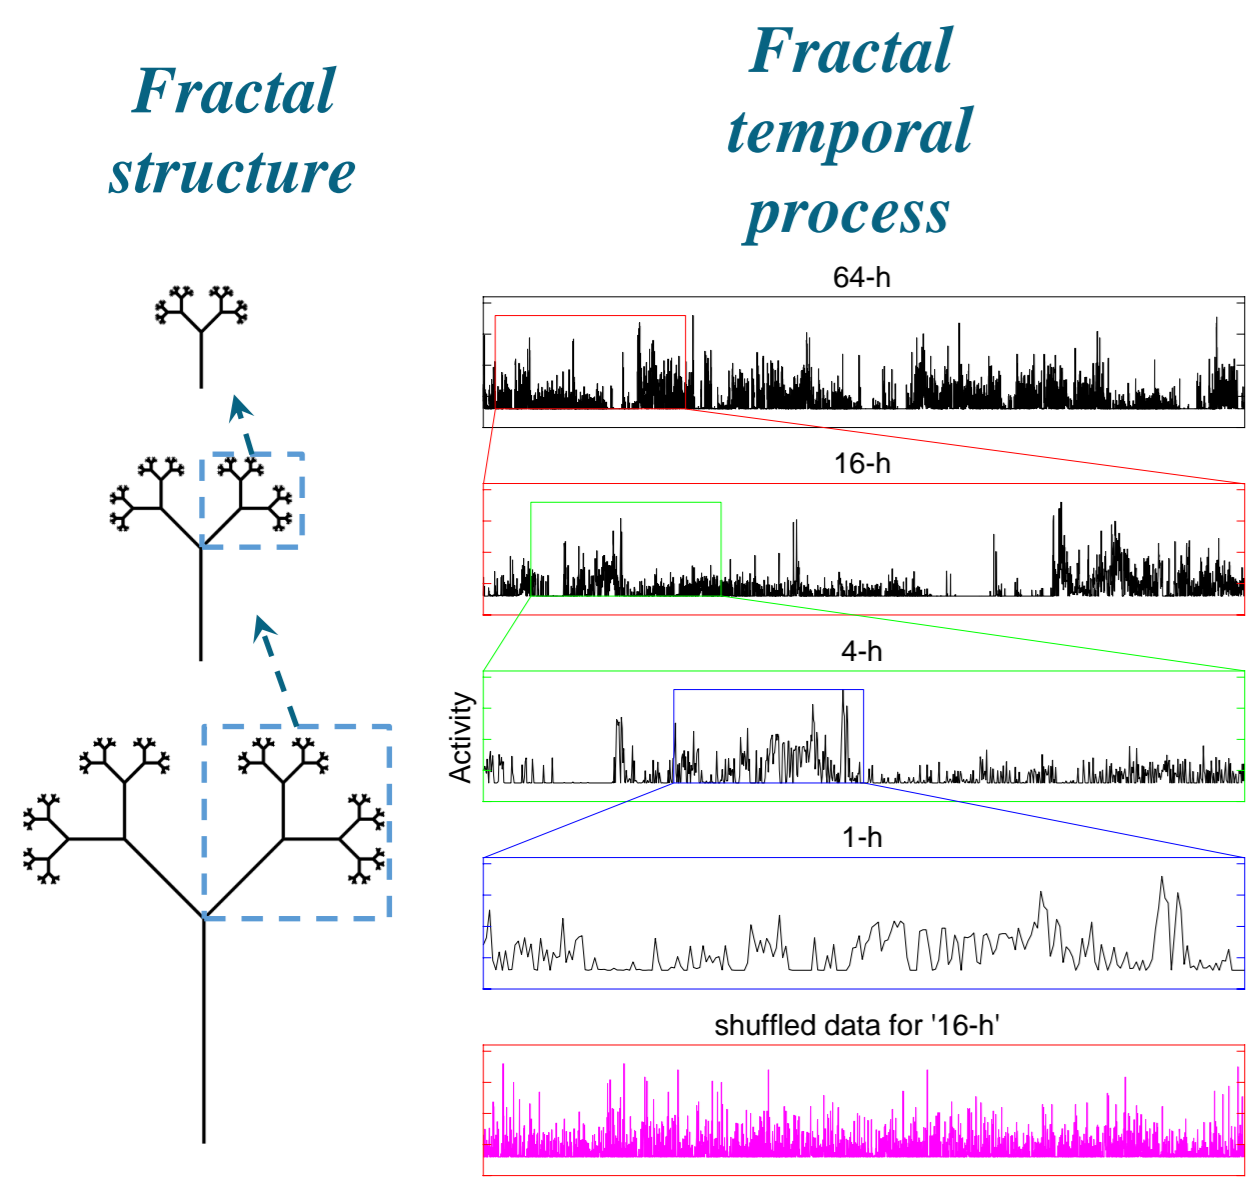 Fractal
structure
Fractal
temporal
process
64-h
16-h
4-h
Activity
1-h
shuffled data for '16-h'